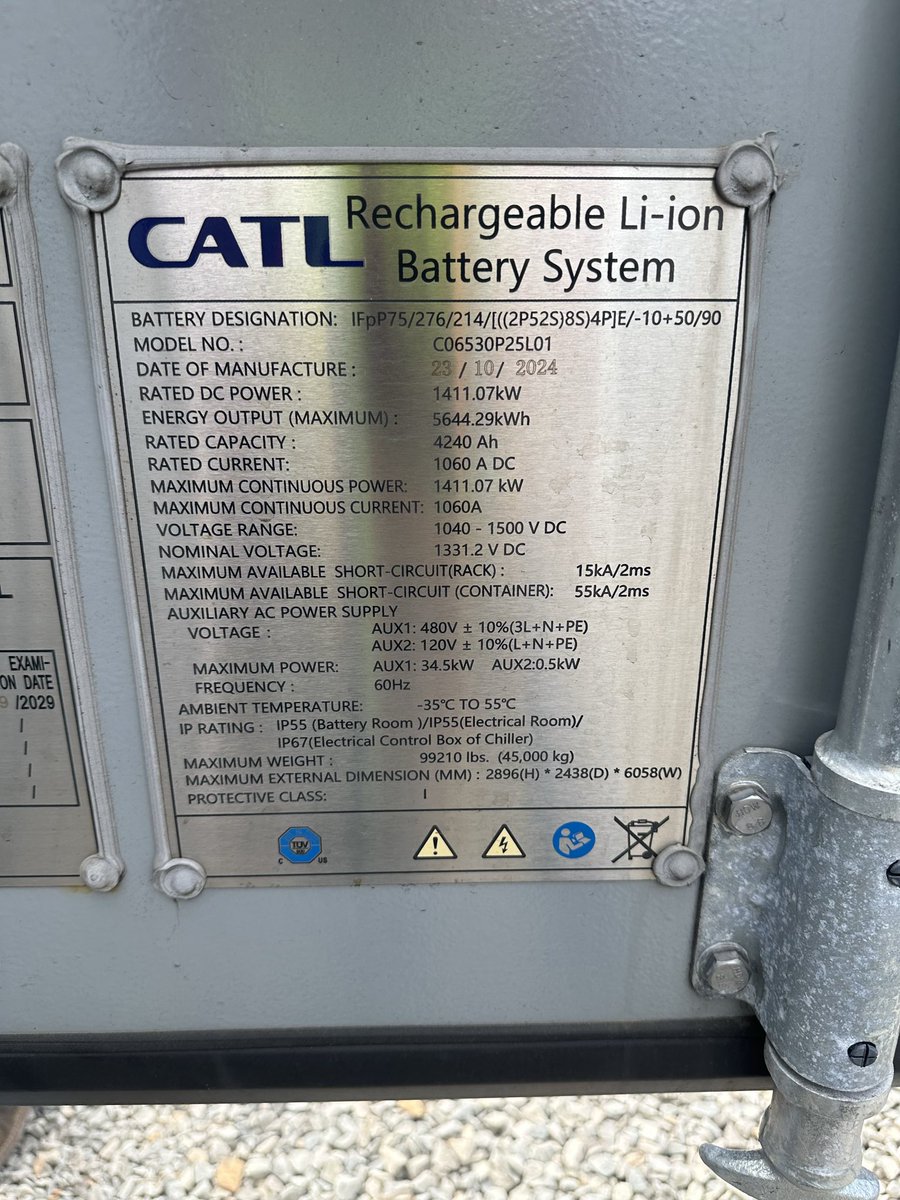 CATL Rechargeable Li-ion
Battery System
BATTERY DESIGNATION: IFpP75/276/214/[((2P52S)8S)4P]E/-10+50/90
MODEL NO. : C06530P25L01
DATE OF MANUFACTURE : 23 / 10 / 2024
RATED DC POWER : 1411.07kW
ENERGY OUTPUT (MAXIMUM) : 5644.29kWh
RATED CAPACITY : 4240 Ah
RATED CURRENT: 1060 A DC
MAXIMUM CONTINUOUS POWER: 1411.07 kW
MAXIMUM CONTINUOUS CURRENT: 1060A
VOLTAGE RANGE: 1040 - 1500 V DC
NOMINAL VOLTAGE: 1331.2 V DC
MAXIMUM AVAILABLE SHORT-CIRCUIT(RACK) : 15kA/2ms
MAXIMUM AVAILABLE SHORT-CIRCUIT (CONTAINER): 55kA/2ms
AUXILIARY AC POWER SUPPLY
VOLTAGE : AUX1: 480V ± 10%(3L+N+PE)
AUX2: 120V ± 10%(L+N+PE)
MAXIMUM POWER: AUX1: 34.5kW AUX2:0.5kW
FREQUENCY : 60Hz
AMBIENT TEMPERATURE: -35℃ TO 55℃
IP RATING : IP55 (Battery Room )/IP55(Electrical Room)/
IP67(Electrical Control Box of Chiller)
MAXIMUM WEIGHT : 99210 lbs. (45,000 kg)
MAXIMUM EXTERNAL DIMENSION (MM) : 2896(H) * 2438(D) * 6058(W)
PROTECTIVE CLASS: I
TÜV
C US
EXAMI-
ON DATE
9 /2029
/
/
/